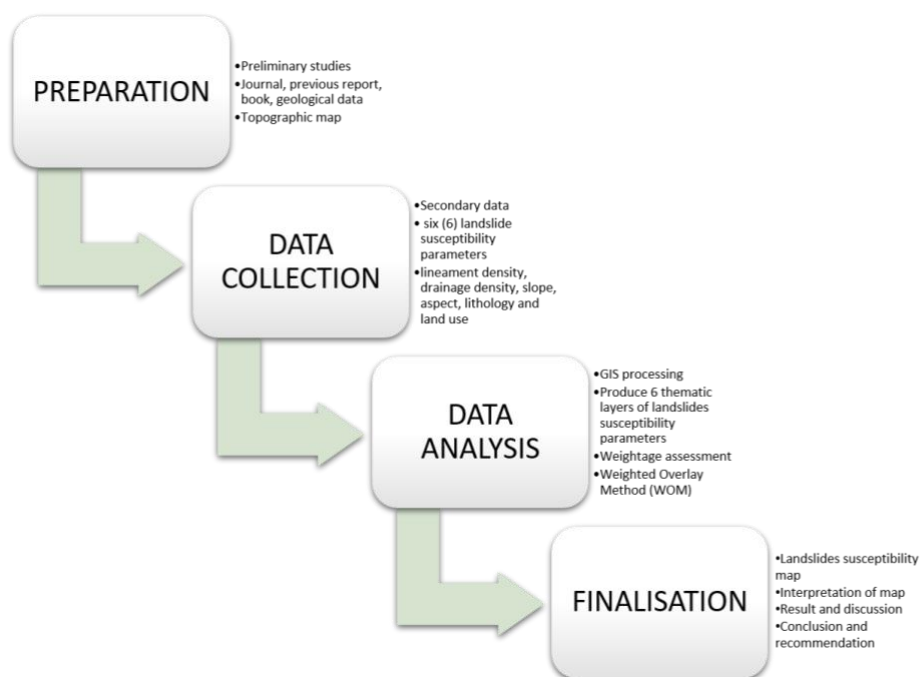 PREPARATION
•Preliminary studies
•Journal, previous report,
book, geological data
•Topographic map
DATA
COLLECTION
•Secondary data
• six (6) landslide
susceptibility
parameters
•lineament density,
drainage density, slope,
aspect, lithology and
land use
DATA
ANALYSIS
•GIS processing
•Produce 6 thematic
layers of landslides
susceptibility
parameters
•Weightage assessment
•Weighted Overlay
Method (WOM)
FINALISATION
•Landslides susceptibility
map
•Interpretation of map
•Result and discussion
•Conclusion and
recommendation